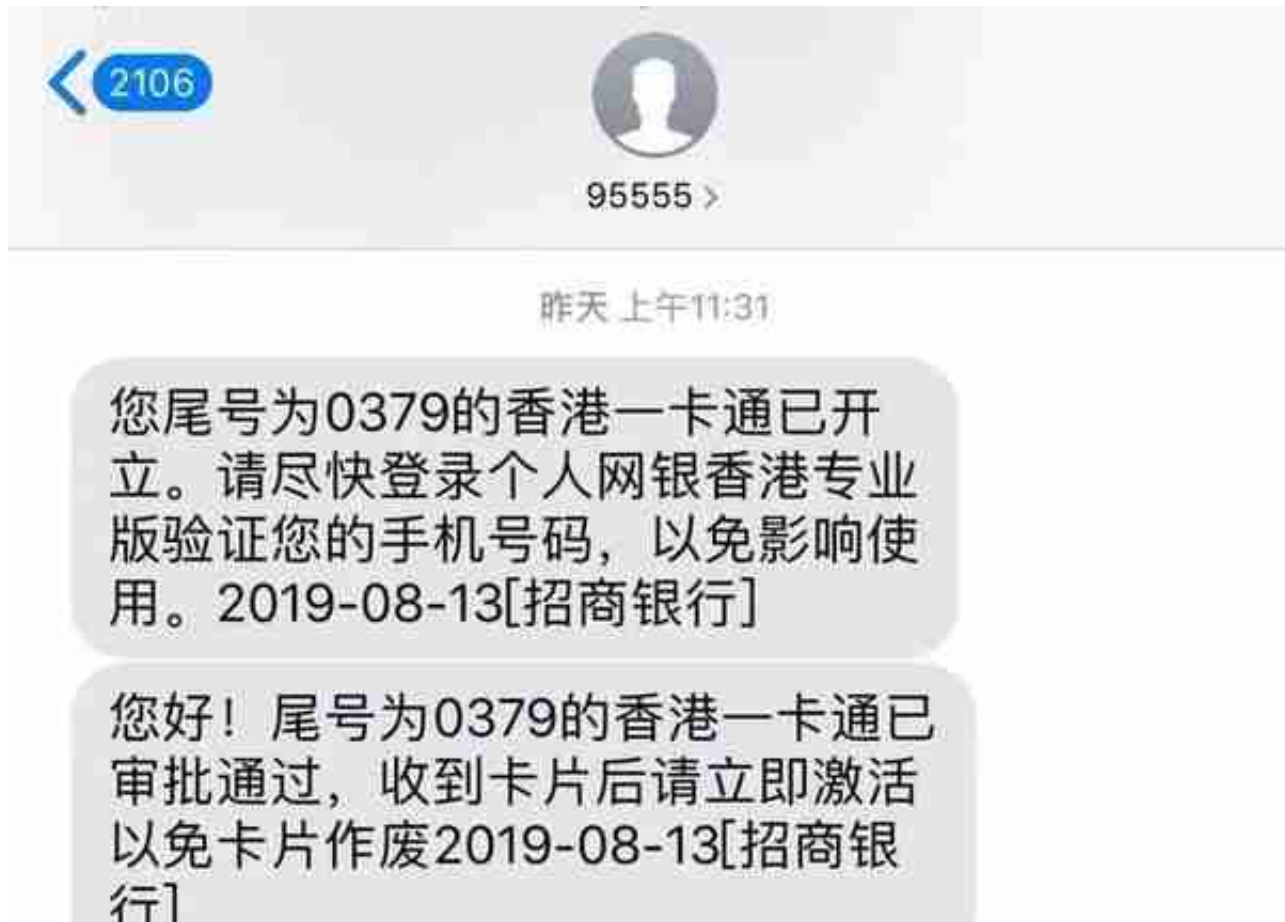 2106
95555 >
昨天 上午11:31
您尾号为0379的香港一卡通已开
立。请尽快登录个人网银香港专业
版验证您的手机号码，以免影响使
用。2019-08-13[招商银行]
您好！尾号为0379的香港一卡通已
审批通过，收到卡片后请立即激活
以免卡片作废2019-08-13[招商银
行]